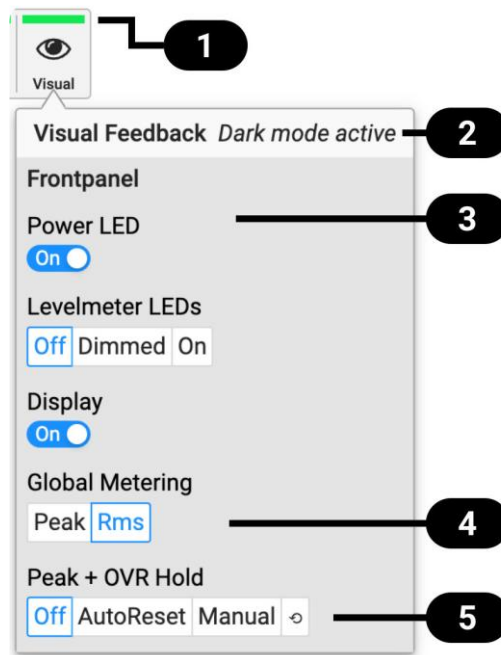 1
Visual
Visual Feedback Dark mode active
2
Frontpanel
3
Power LED
On
Levelmeter LEDs
Off Dimmed On
Display
On
Global Metering
Peak Rms
4
Peak + OVR Hold
Off AutoReset Manual
5